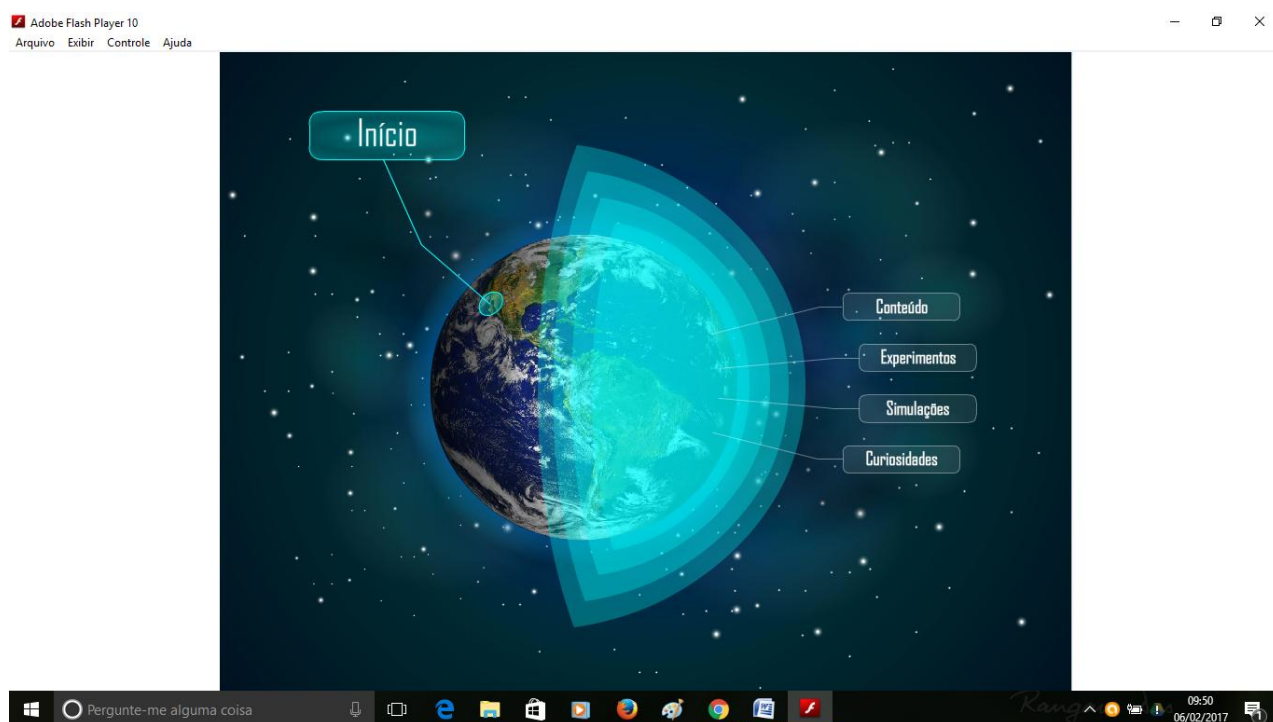 Adobe Flash Player 10
Arquivo Exibir Controle Ajuda
Início
Conteúdo
Experimentos
Simulações
Curiosidades
Pergunte-me alguma coisa
09:50
06/02/2017